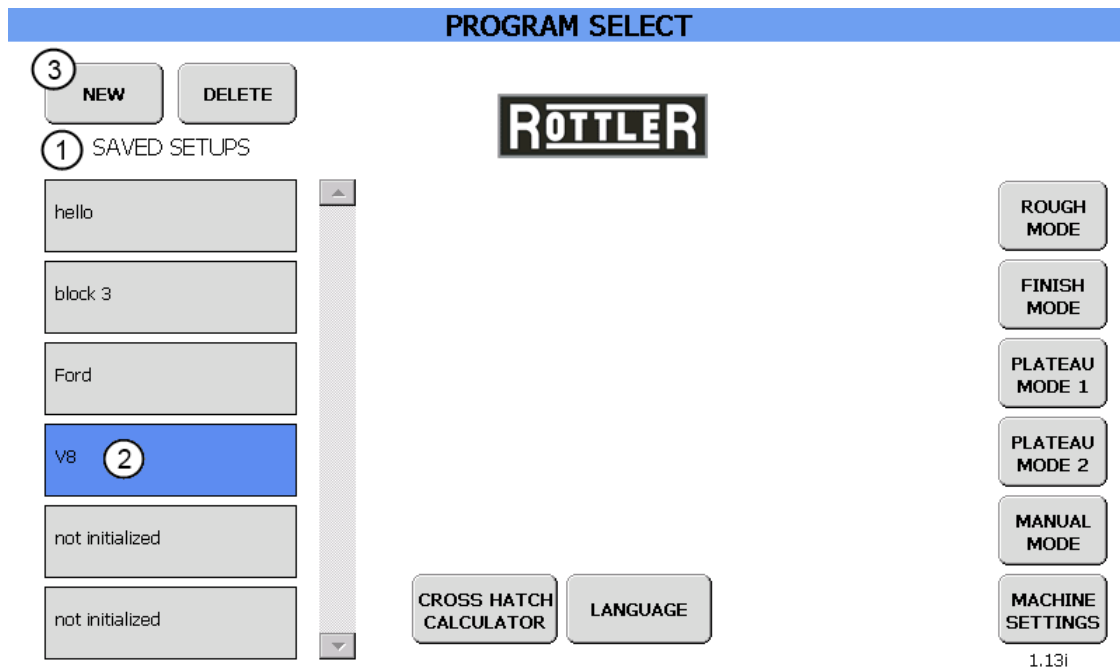 PROGRAM SELECT
3
NEW
DELETE
ROTTLER
1
SAVED SETUPS
hello
block 3
Ford
V8
2
not initialized
not initialized
CROSS HATCH
CALCULATOR
LANGUAGE
ROUGH
MODE
FINISH
MODE
PLATEAU
MODE 1
PLATEAU
MODE 2
MANUAL
MODE
MACHINE
SETTINGS
1.13i